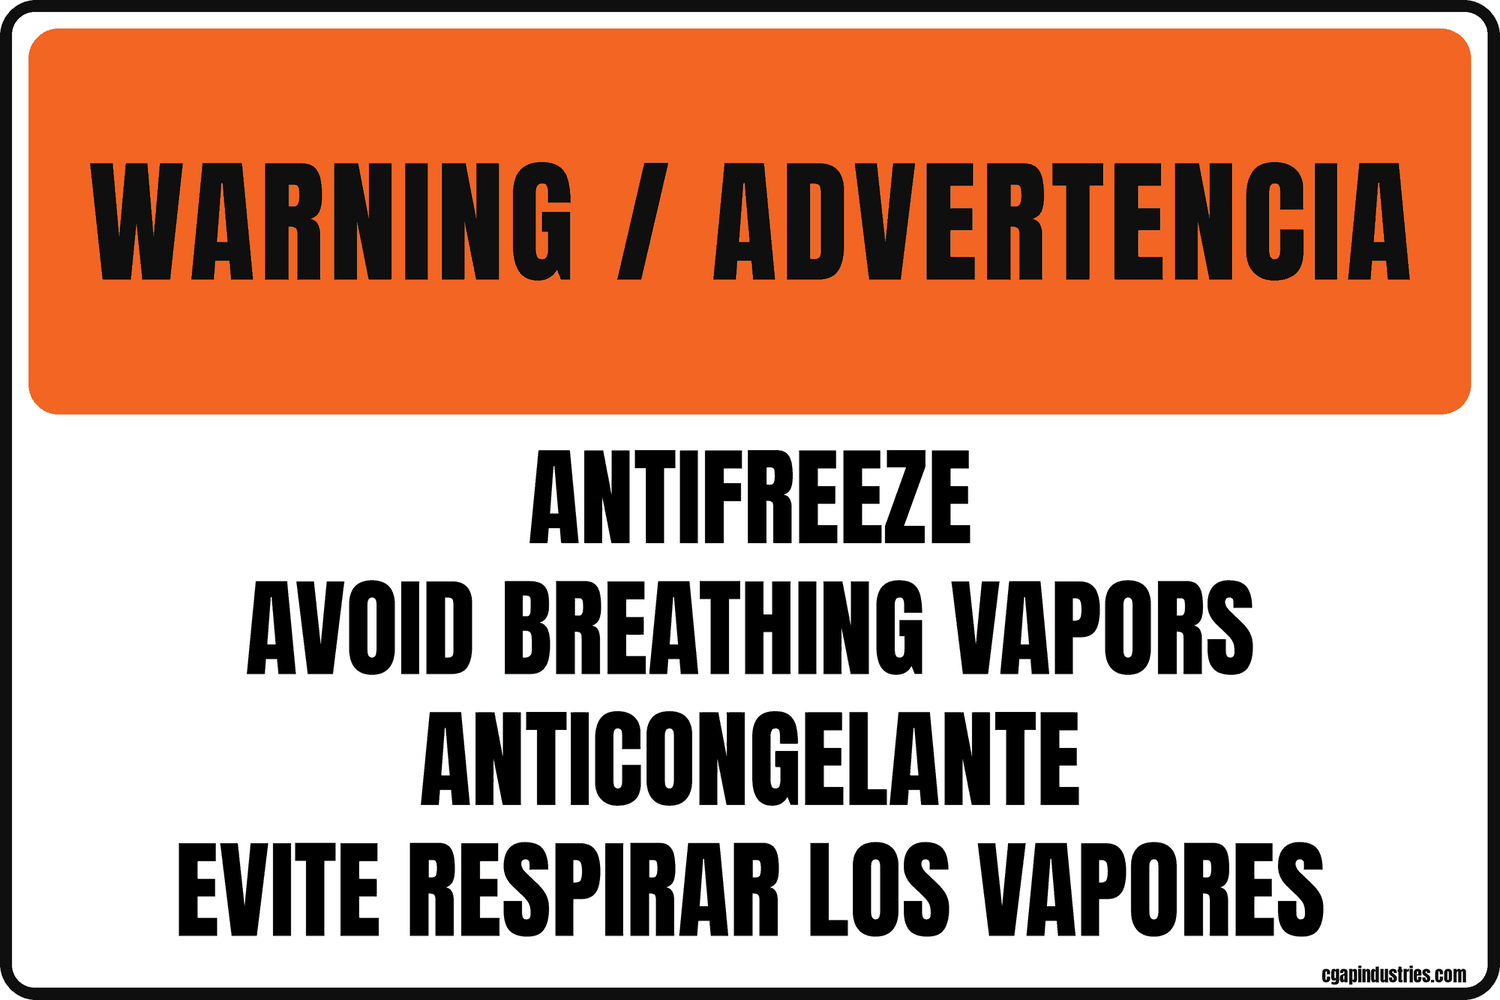 WARNING / ADVERTENCIA
ANTIFREEZE
AVOID BREATHING VAPORS
ANTICONGELANTE
EVITE RESPIRAR LOS VAPORES
cgapindustries.com